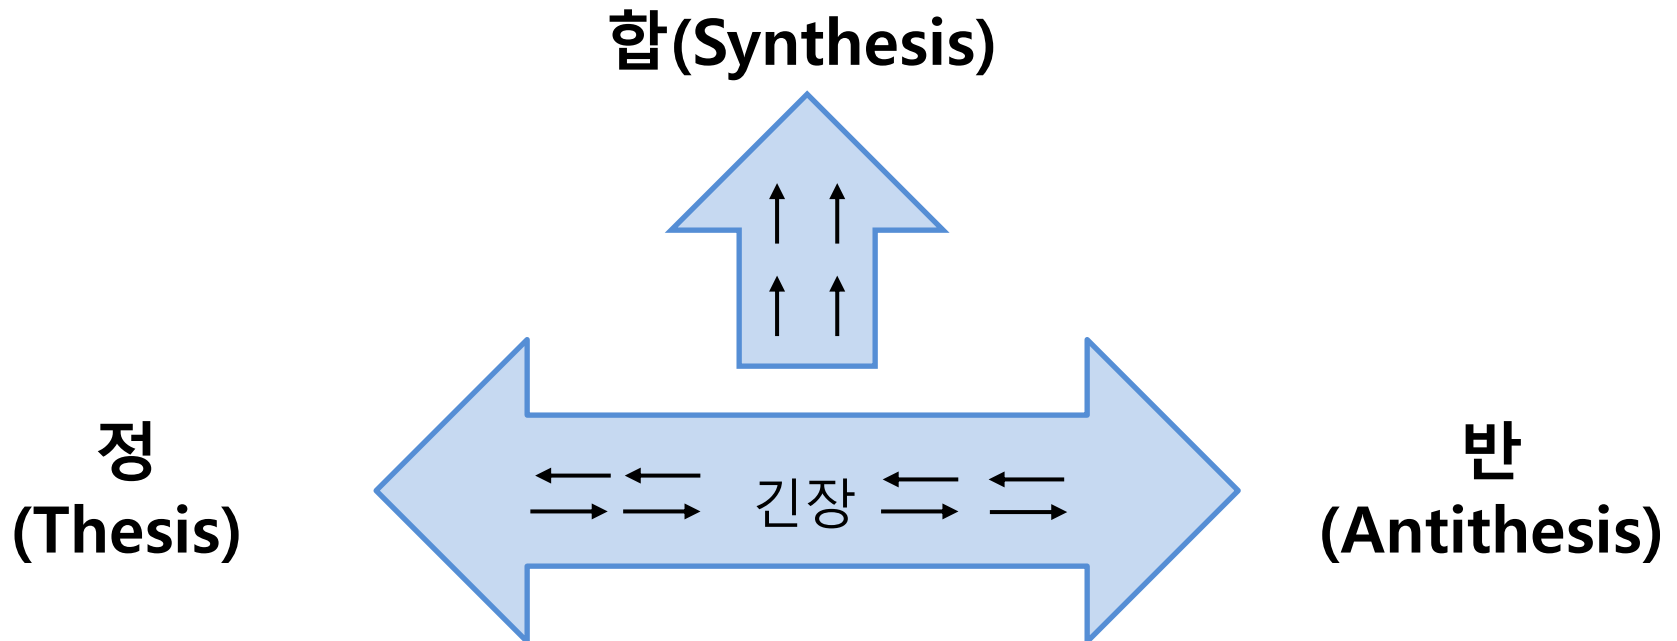 합(Synthesis)
정
(Thesis)
긴장
반
(Antithesis)